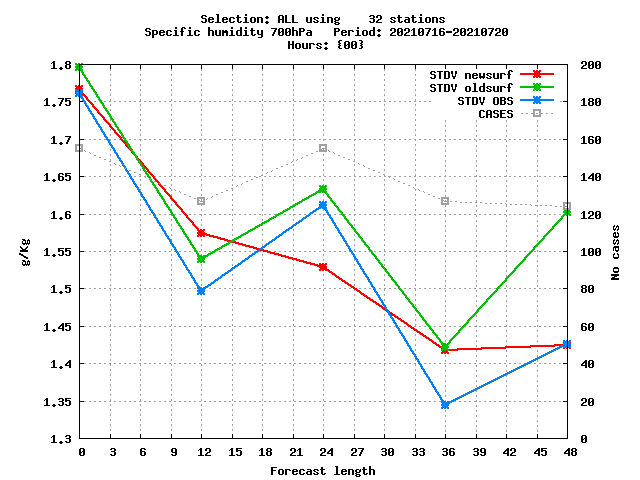 Selection: ALL using    32 stations
Specific humidity 700hPa   Period: 20210716-20210720
Hours: {00}
STDV newsurf
STDV oldsurf
STDV OBS
CASES
1.8
1.75
1.7
1.65
1.6
1.55
1.5
1.45
1.4
1.35
1.3
g/Kg
200
180
160
140
120
100
80
60
40
20
0
No cases
0 3 6 9 12 15 18 21 24 27 30 33 36 39 42 45 48
Forecast length